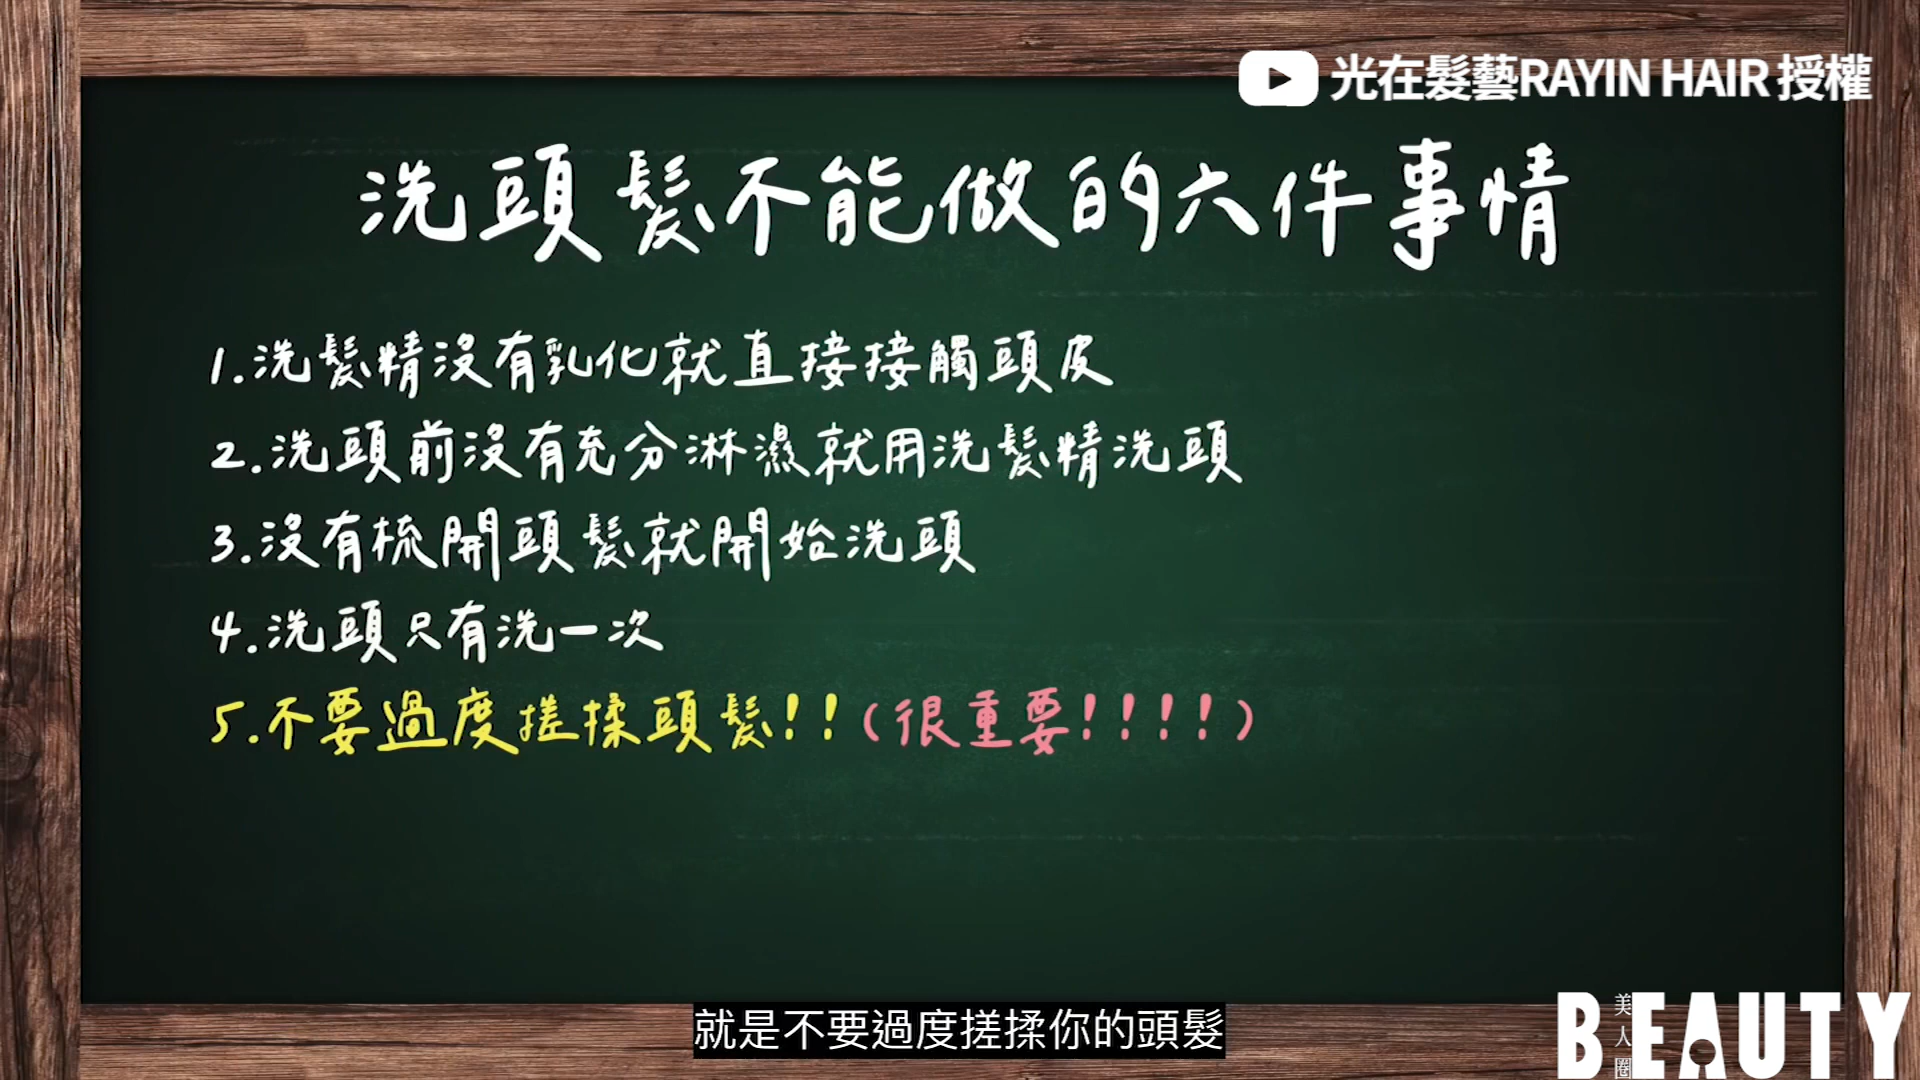 光在髮藝RAYIN HAIR 授權
洗頭髮不能做的六件事情
1.洗髮精沒有乳化就直接接觸頭皮
2.洗頭前沒有充分淋濕就用洗髮精洗頭
3.沒有梳開頭髮就開始洗頭
4.洗頭只有洗一次
5.不要過度搓揉頭髮!!(很重要!!!!)
就是不要過度搓揉你的頭髮
BEAUTY
美人圈